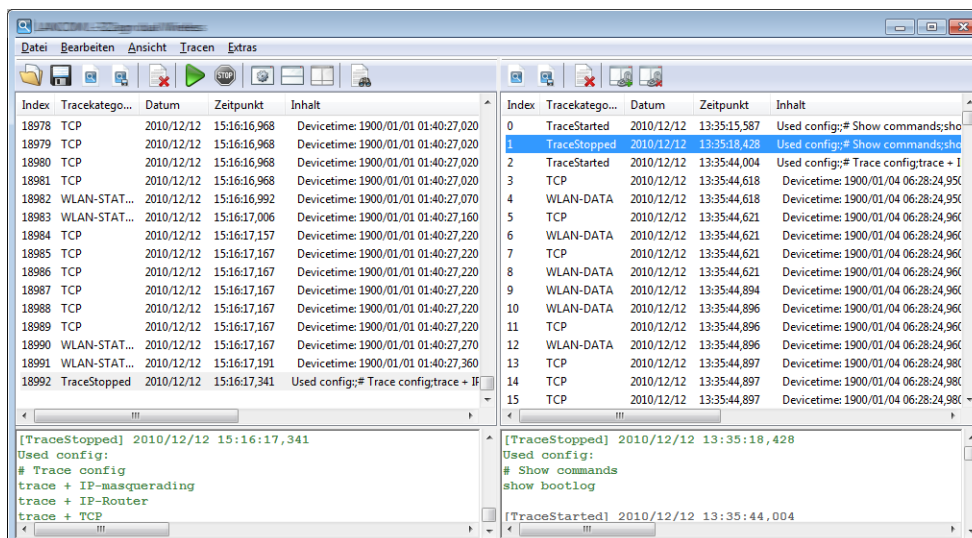 Datei Bearbeiten Ansicht Tracen Extras
STOP
Index Tracekatego... Datum Zeitpunkt Inhalt
18978 TCP 2010/12/12 15:16:16,968 Devicetime: 1900/01/01 01:40:27,020
18979 TCP 2010/12/12 15:16:16,968 Devicetime: 1900/01/01 01:40:27,020
18980 TCP 2010/12/12 15:16:16,968 Devicetime: 1900/01/01 01:40:27,020
18981 TCP 2010/12/12 15:16:16,968 Devicetime: 1900/01/01 01:40:27,020
18982 WLAN-STAT... 2010/12/12 15:16:16,992 Devicetime: 1900/01/01 01:40:27,070
18983 WLAN-STAT... 2010/12/12 15:16:17,006 Devicetime: 1900/01/01 01:40:27,160
18984 TCP 2010/12/12 15:16:17,157 Devicetime: 1900/01/01 01:40:27,220
18985 TCP 2010/12/12 15:16:17,167 Devicetime: 1900/01/01 01:40:27,220
18986 TCP 2010/12/12 15:16:17,167 Devicetime: 1900/01/01 01:40:27,220
18987 TCP 2010/12/12 15:16:17,167 Devicetime: 1900/01/01 01:40:27,220
18988 TCP 2010/12/12 15:16:17,167 Devicetime: 1900/01/01 01:40:27,220
18989 TCP 2010/12/12 15:16:17,167 Devicetime: 1900/01/01 01:40:27,220
18990 WLAN-STAT... 2010/12/12 15:16:17,167 Devicetime: 1900/01/01 01:40:27,270
18991 WLAN-STAT... 2010/12/12 15:16:17,191 Devicetime: 1900/01/01 01:40:27,360
18992 TraceStopped 2010/12/12 15:16:17,341 Used config:;# Trace config;trace + IP
[TraceStopped] 2010/12/12 15:16:17,341
Used config:
# Trace config
trace + IP-masquerading
trace + IP-Router
trace + TCP
Index Tracekatego... Datum Zeitpunkt Inhalt
0 TraceStarted 2010/12/12 13:35:15,587 Used config:;# Show commands;sho
1 TraceStopped 2010/12/12 13:35:18,428 Used config:;# Show commands;sho
2 TraceStarted 2010/12/12 13:35:44,004 Used config:;# Trace config;trace + I
3 TCP 2010/12/12 13:35:44,618 Devicetime: 1900/01/04 06:28:24,950
4 WLAN-DATA 2010/12/12 13:35:44,618 Devicetime: 1900/01/04 06:28:24,950
5 TCP 2010/12/12 13:35:44,621 Devicetime: 1900/01/04 06:28:24,960
6 WLAN-DATA 2010/12/12 13:35:44,621 Devicetime: 1900/01/04 06:28:24,960
7 TCP 2010/12/12 13:35:44,621 Devicetime: 1900/01/04 06:28:24,960
8 WLAN-DATA 2010/12/12 13:35:44,621 Devicetime: 1900/01/04 06:28:24,960
9 WLAN-DATA 2010/12/12 13:35:44,894 Devicetime: 1900/01/04 06:28:24,960
10 WLAN-DATA 2010/12/12 13:35:44,896 Devicetime: 1900/01/04 06:28:24,960
11 TCP 2010/12/12 13:35:44,896 Devicetime: 1900/01/04 06:28:24,960
12 WLAN-DATA 2010/12/12 13:35:44,896 Devicetime: 1900/01/04 06:28:24,960
13 TCP 2010/12/12 13:35:44,897 Devicetime: 1900/01/04 06:28:24,980
14 TCP 2010/12/12 13:35:44,897 Devicetime: 1900/01/04 06:28:24,980
15 TCP 2010/12/12 13:35:44,897 Devicetime: 1900/01/04 06:28:24,980
[TraceStopped] 2010/12/12 13:35:18,428
Used config:
# Show commands
show bootlog
[TraceStarted] 2010/12/12 13:35:44,004